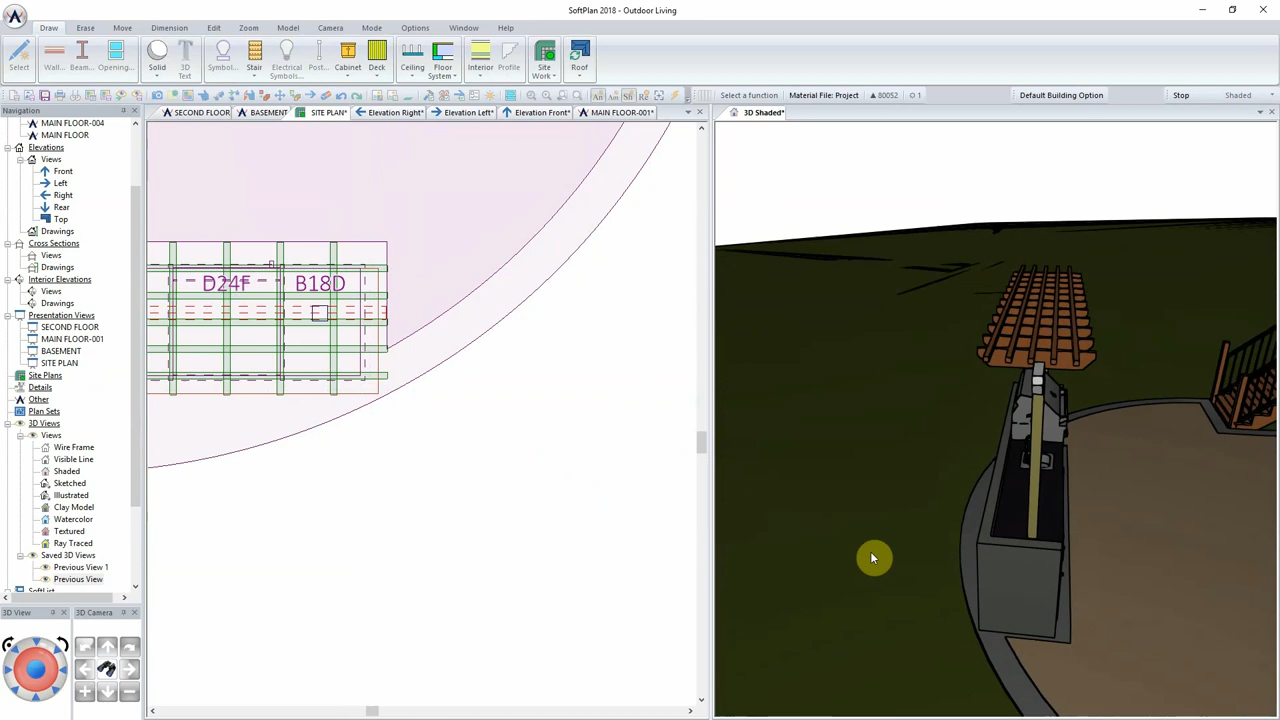 SoftPlan 2018 - Outdoor Living
Draw Erase Move Dimension Edit Zoom Model Camera Mode Options Window Help
Select Wall... Beam... Opening... Solid 3D Text Symbol... Stair Electrical Symbols... Post... Cabinet Deck Ceiling Floor System Interior Profile Site Work Roof
Select a function Material File: Project 80052 1 Default Building Option Stop Shaded
Navigation
SECOND FLOOR BASEMENT SITE PLAN* Elevation Right* Elevation Left* Elevation Front* MAIN FLOOR-001*
3D Shaded*
MAIN FLOOR-004
MAIN FLOOR
Elevations
Views
Front
Left
Right
Rear
Top
Drawings
Cross Sections
Views
Drawings
Interior Elevations
Views
Drawings
Presentation Views
SECOND FLOOR
MAIN FLOOR-001
BASEMENT
SITE PLAN
Site Plans
Details
Other
Plan Sets
3D Views
Views
Wire Frame
Visible Line
Shaded
Sketched
Illustrated
Clay Model
Watercolor
Textured
Ray Traced
Saved 3D Views
Previous View 1
Previous View
SoftList
3D View
3D Camera
D24F B18D